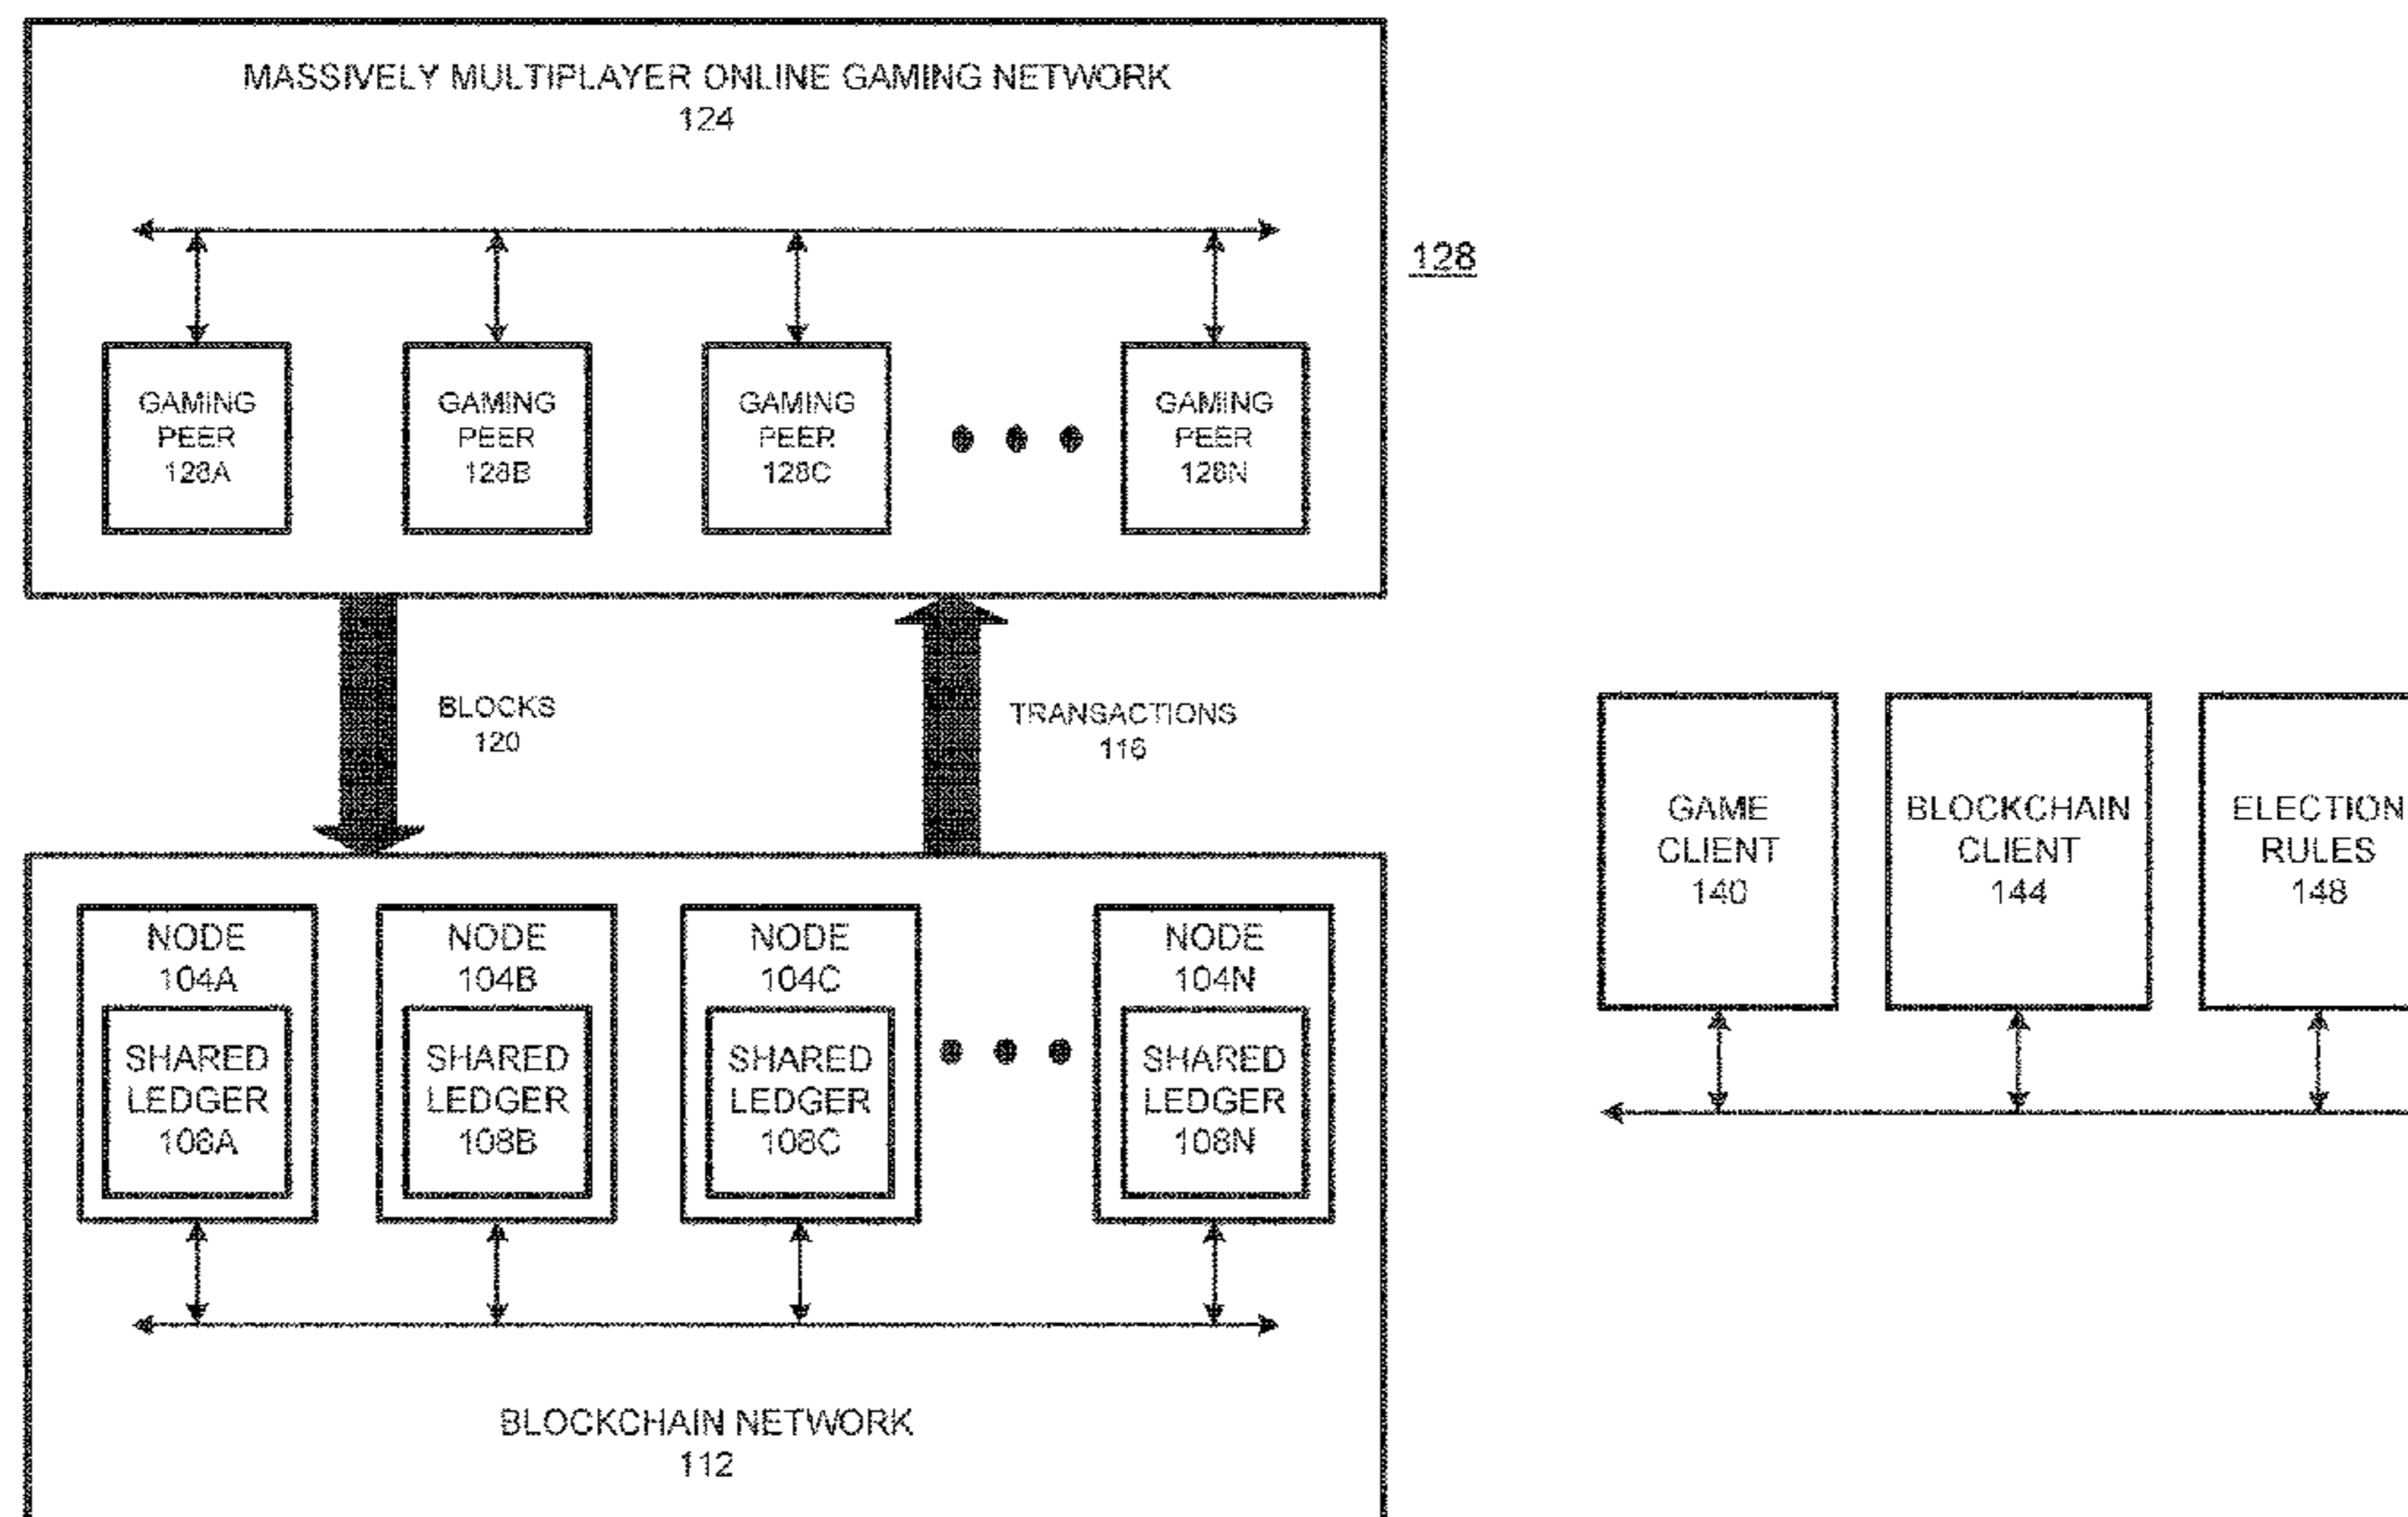 MASSIVELY MULTIPLAYER ONLINE GAMING NETWORK
124
128
GAMING
PEER
128A
GAMING
PEER
128B
GAMING
PEER
128C
GAMING
PEER
128N
BLOCKS
120
TRANSACTIONS
116
NODE
104A
SHARED
LEDGER
108A
NODE
104B
SHARED
LEDGER
108B
NODE
104C
SHARED
LEDGER
108C
NODE
104N
SHARED
LEDGER
108N
BLOCKCHAIN NETWORK
112
GAME
CLIENT
140
BLOCKCHAIN
CLIENT
144
ELECTION
RULES
148